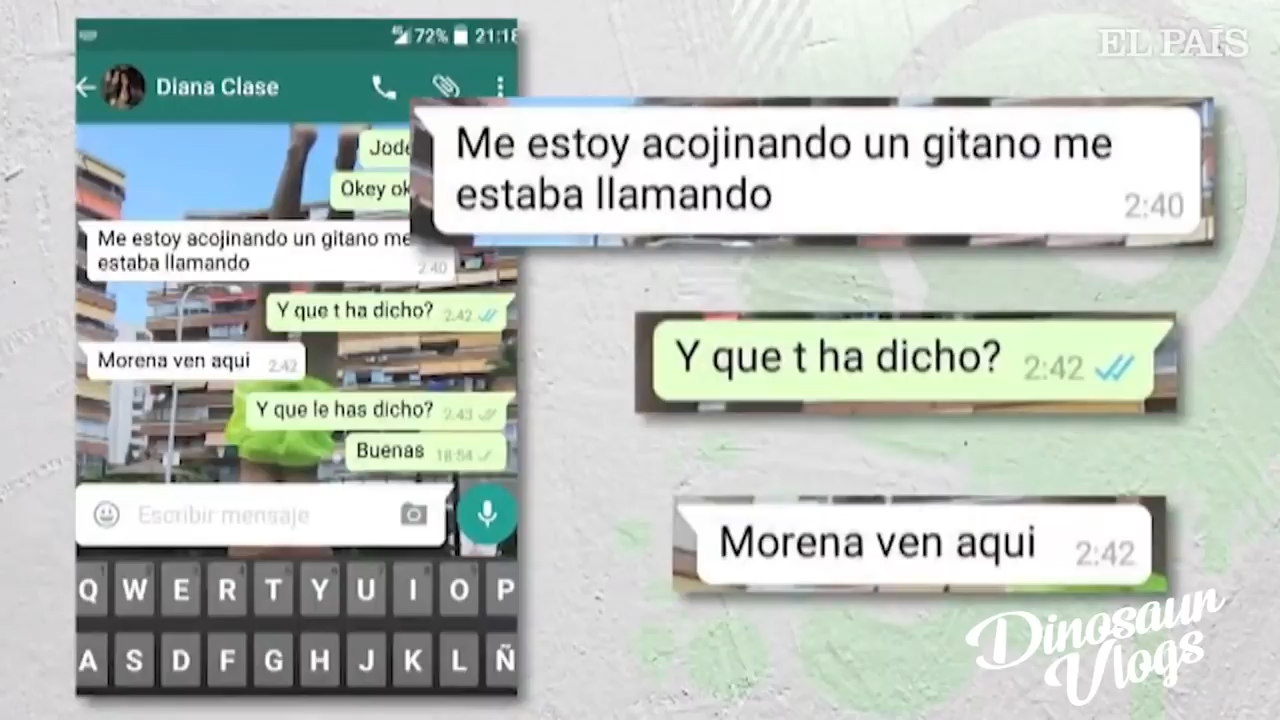 72% 21:18
EL PAÍS
Diana Clase
Me estoy acojinando un gitano me
estaba llamando
2:40
Okey ok
Me estoy acojinando un gitano me
estaba llamando
2:40
Y que t ha dicho? 2:42
Y que t ha dicho? 2:42
Morena ven aqui 2:42
Y que le has dicho? 2:43
Buenas 18:54
Escribir mensaje
Morena ven aqui 2:42
Q W E R T Y U I O P
A S D F G H J K L Ñ
Dinosaun
Vlogs